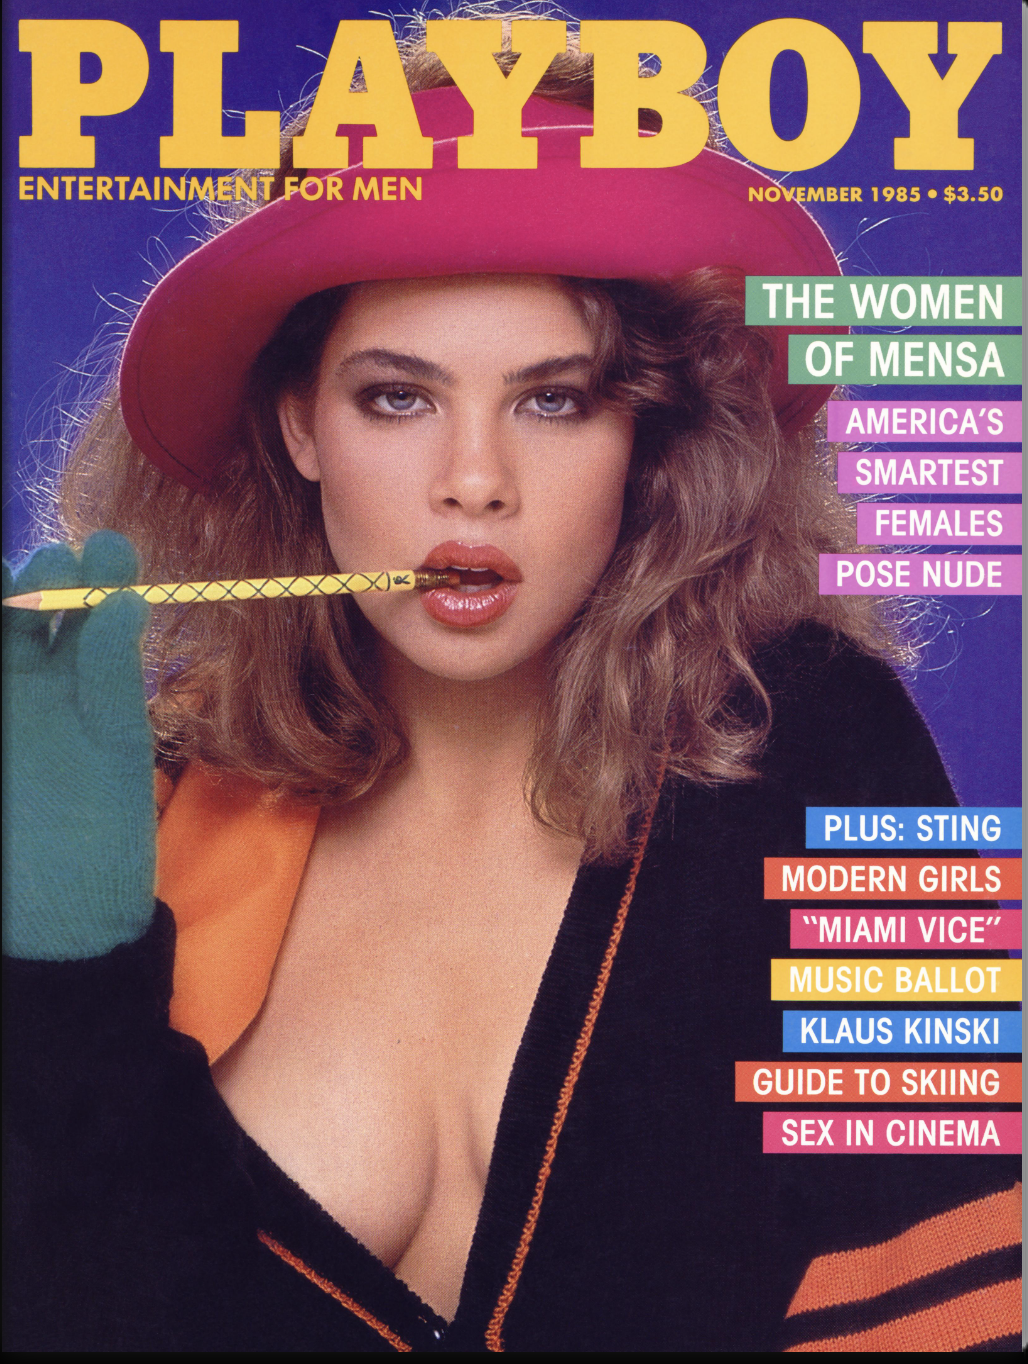 PLAYBOY
ENTERTAINMENT FOR MEN
NOVEMBER 1985 • $3.50
THE WOMEN
OF MENSA
AMERICA'S
SMARTEST
FEMALES
POSE NUDE
PLUS: STING
MODERN GIRLS
"MIAMI VICE"
MUSIC BALLOT
KLAUS KINSKI
GUIDE TO SKIING
SEX IN CINEMA